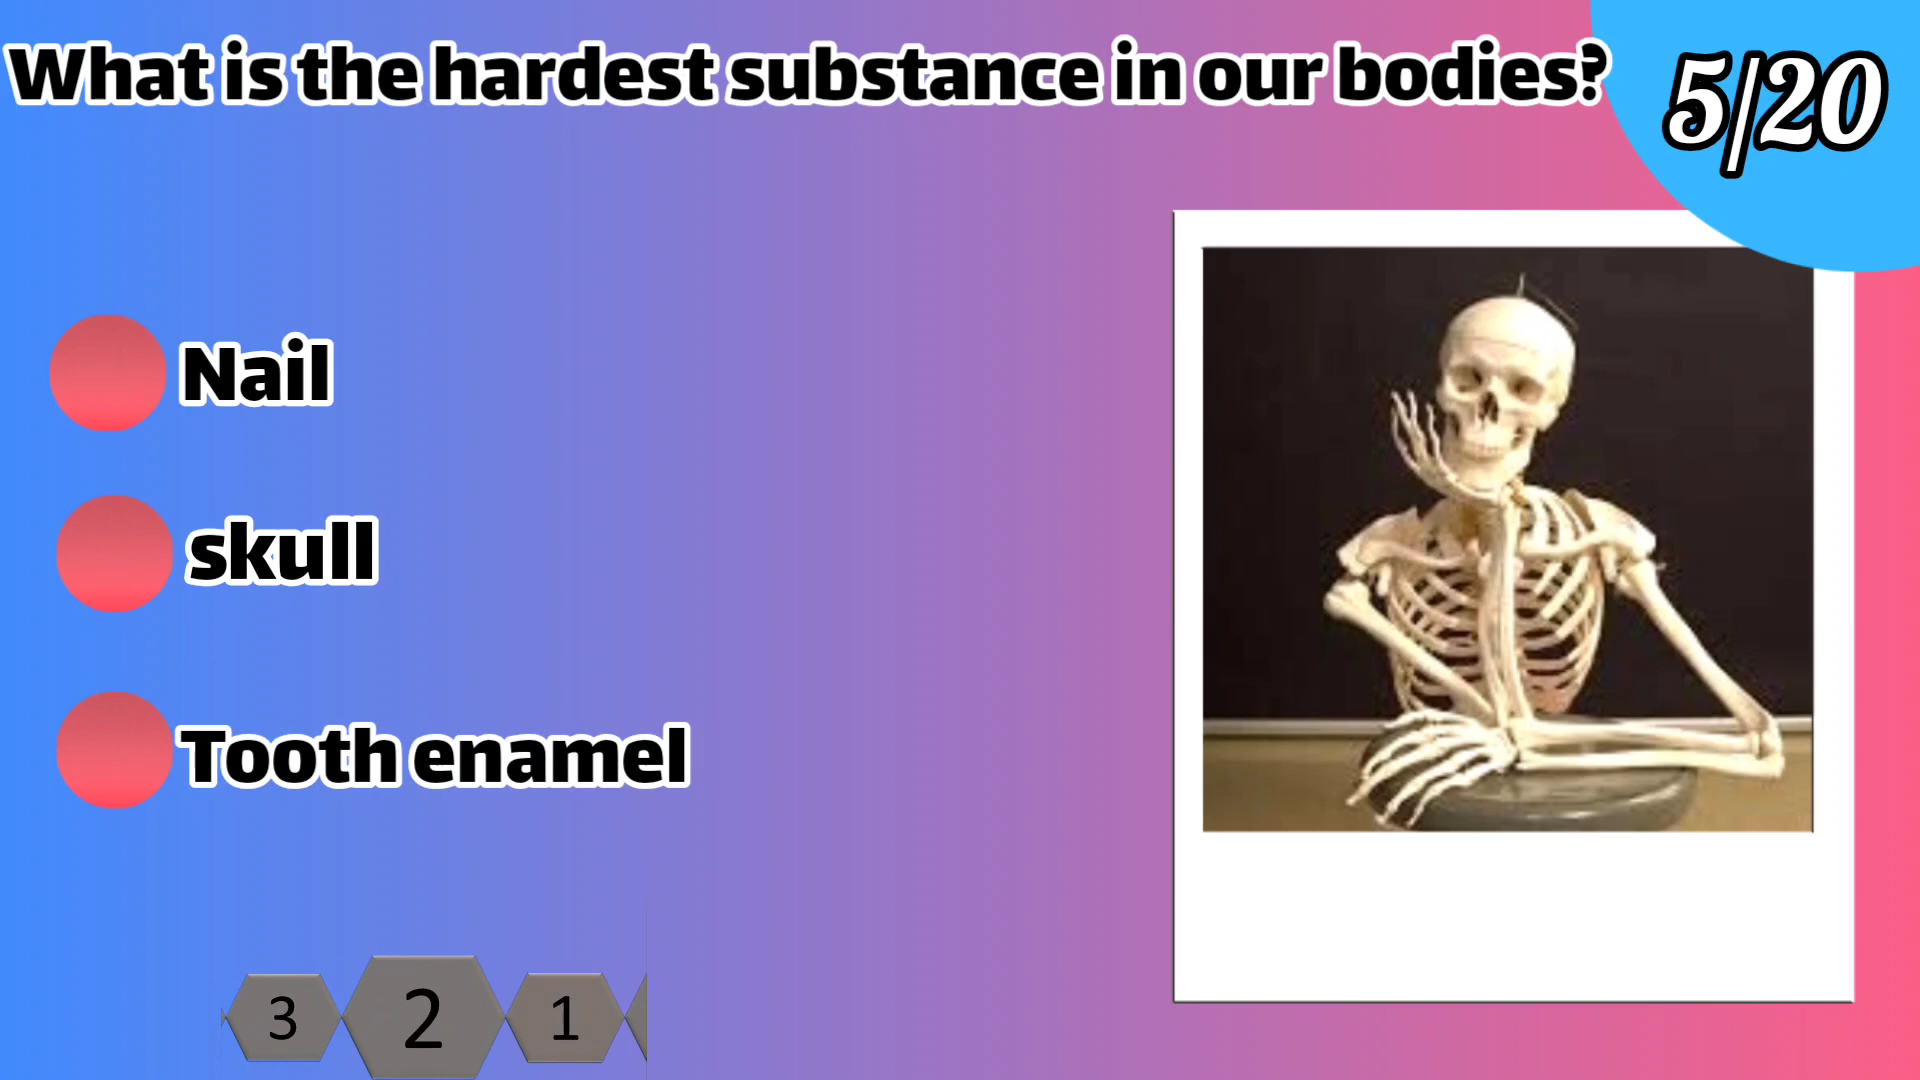 What is the hardest substance in our bodies?
5/20
Nail
skull
Tooth enamel
3 2 1